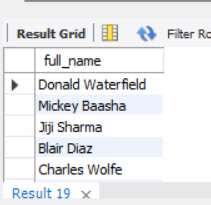 Result Grid Filter Ro
full_name
Donald Waterfield
Mickey Baasha
Jiji Sharma
Blair Diaz
Charles Wolfe
Result 19 ×